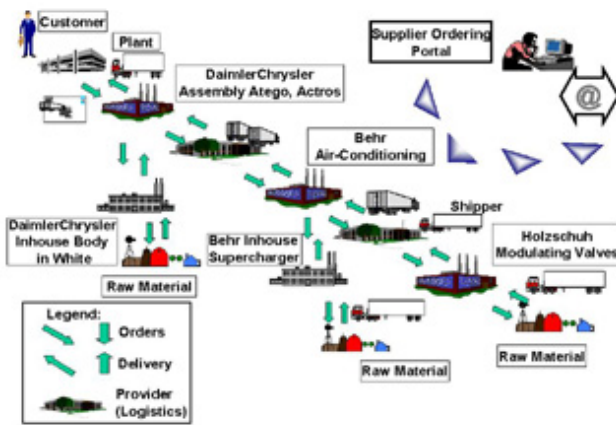 Customer
Plant
Supplier Ordering
Portal
DaimlerChrysler
Assembly Atego, Actros
@
Behr
Air-Conditioning
Shipper
DaimlerChrysler
Inhouse Body
in White
Behr Inhouse
Supercharger
Holzschuh
Modulating Valves
Raw Material
Raw Material
Raw Material
Legend:
Orders
Delivery
Provider
(Logistics)